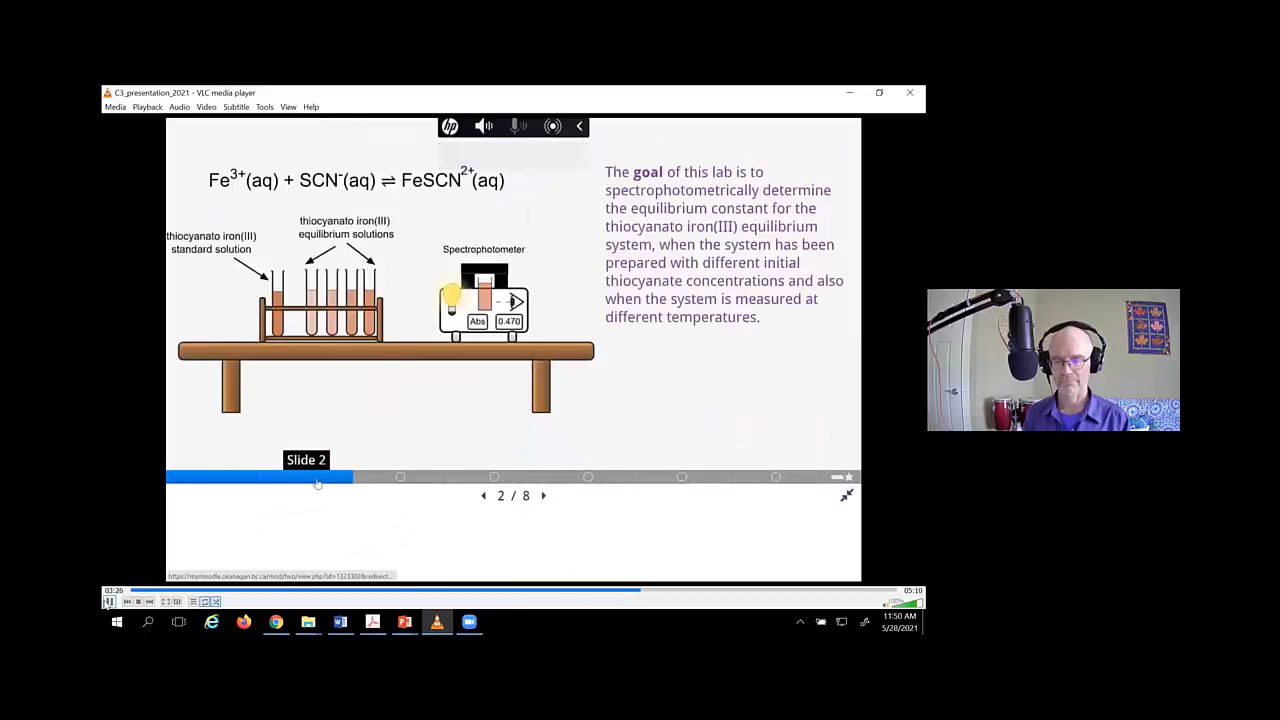 C3_presentation_2021 - VLC media player
Media Playback Audio Video Subtitle Tools View Help
hp
Fe3+(aq) + SCN-(aq) ⇌ FeSCN2+(aq)
thiocyanato iron(III)
equilibrium solutions
thiocyanato iron(III)
standard solution
Spectrophotometer
Abs 0.470
The goal of this lab is to
spectrophotometrically determine
the equilibrium constant for the
thiocyanato iron(III) equilibrium
system, when the system has been
prepared with different initial
thiocyanate concentrations and also
when the system is measured at
different temperatures.
Slide 2
2 / 8
03:26
05:10
100%
11:50 AM
5/28/2021